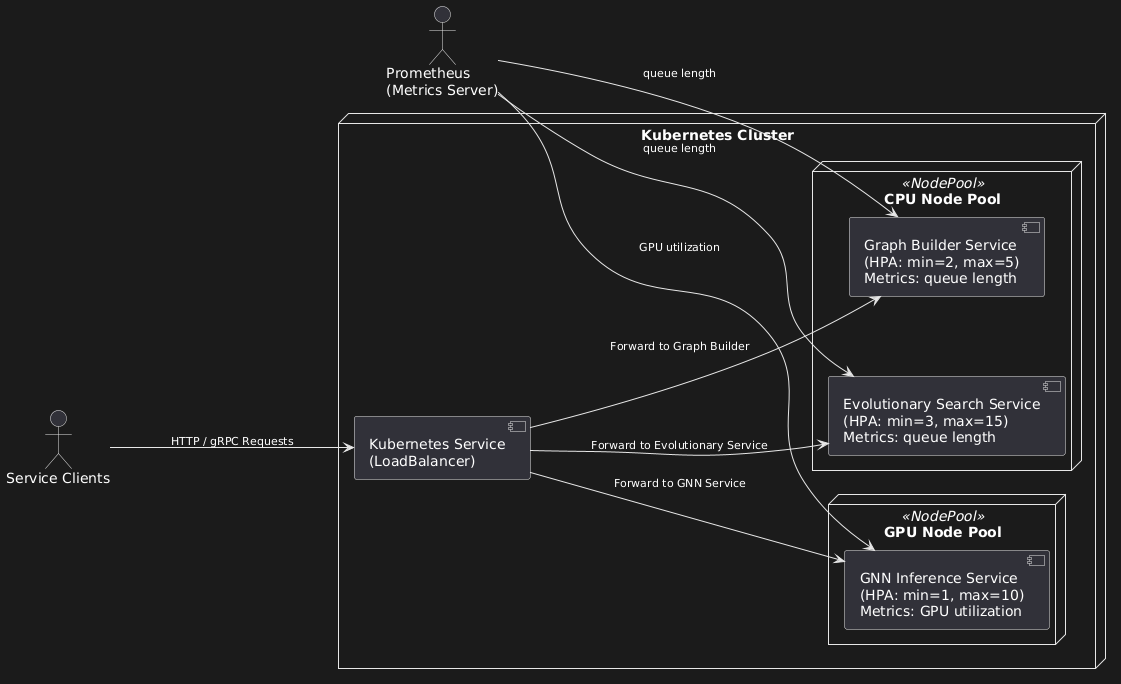 Prometheus
(Metrics Server)
queue length
Kubernetes Cluster
queue length
«NodePool»
CPU Node Pool
Graph Builder Service
(HPA: min=2, max=5)
Metrics: queue length
GPU utilization
Forward to Graph Builder
Evolutionary Search Service
(HPA: min=3, max=15)
Metrics: queue length
Service Clients
HTTP / gRPC Requests
Kubernetes Service
(LoadBalancer)
Forward to Evolutionary Service
Forward to GNN Service
«NodePool»
GPU Node Pool
GNN Inference Service
(HPA: min=1, max=10)
Metrics: GPU utilization